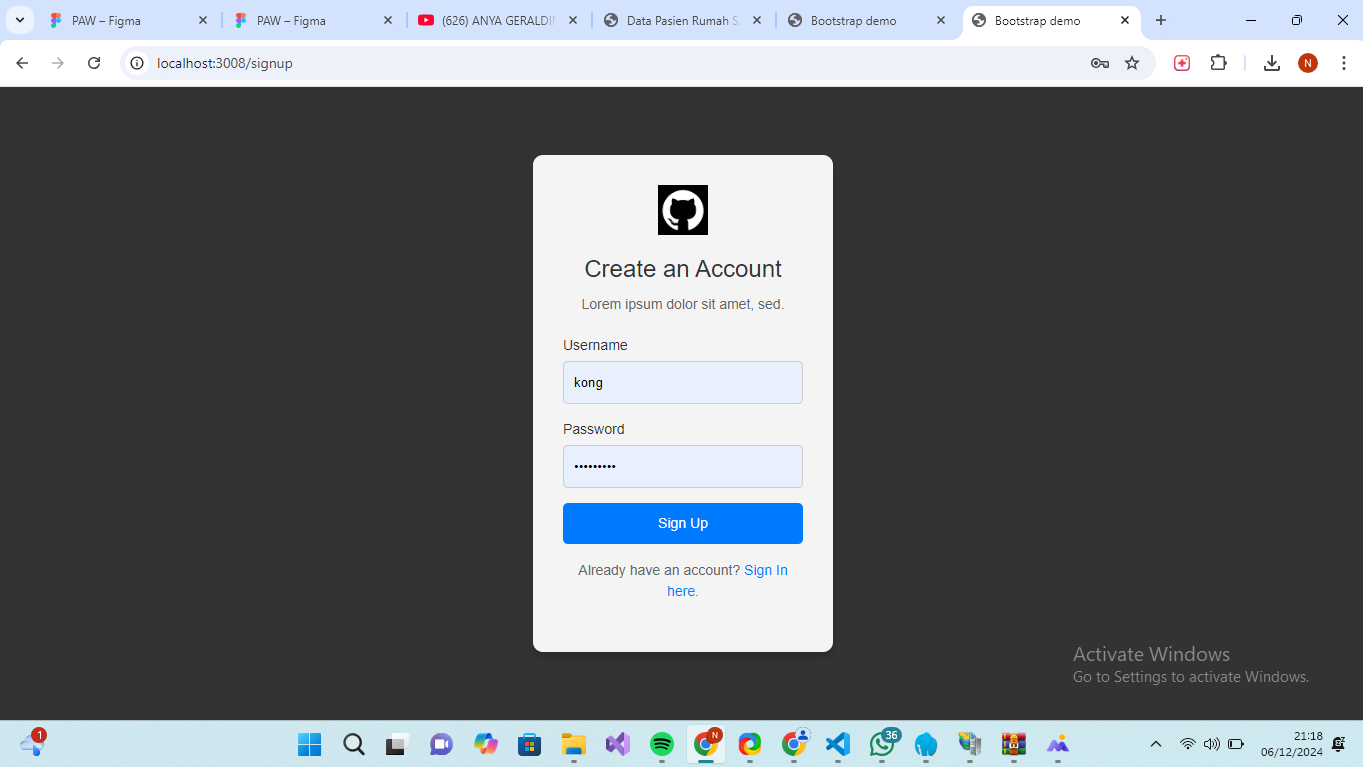 PAW – Figma
PAW – Figma
(626) ANYA GERALDI
Data Pasien Rumah S
Bootstrap demo
Bootstrap demo
localhost:3008/signup
N
Create an Account
Lorem ipsum dolor sit amet, sed.
Username
kong
Password
•••••••••
Sign Up
Already have an account? Sign In
here.
Activate Windows
Go to Settings to activate Windows.
1
N
36
21:18
06/12/2024